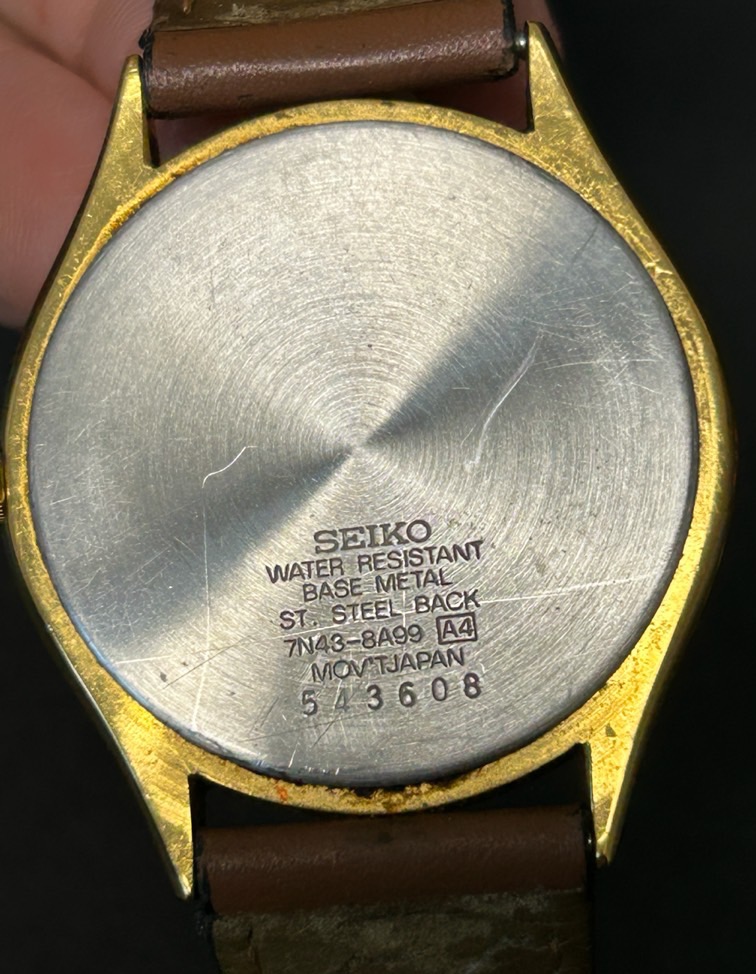 SEIKO
WATER RESISTANT
BASE METAL
ST. STEEL BACK
7N43-8A99 A4
MOV'T JAPAN
543608